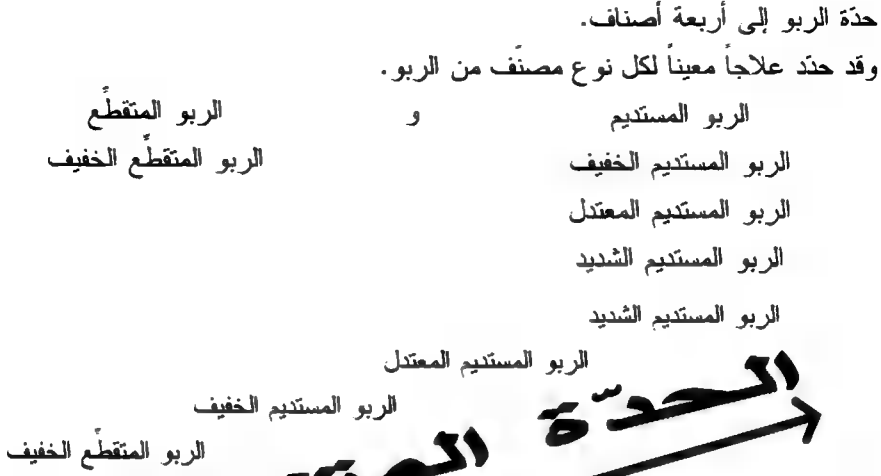 حدّة الربو إلى أربعة أصناف.
وقد حدّد علاجاً معيناً لكل نوع مصنّف من الربو.
الربو المستديم و الربو المتقطّع
الربو المستديم الخفيف الربو المتقطّع الخفيف
الربو المستديم المعتدل
الربو المستديم الشديد
الربو المستديم الشديد
الربو المستديم المعتدل
الربو المستديم الخفيف
الربو المتقطّع الخفيف
الحدّة